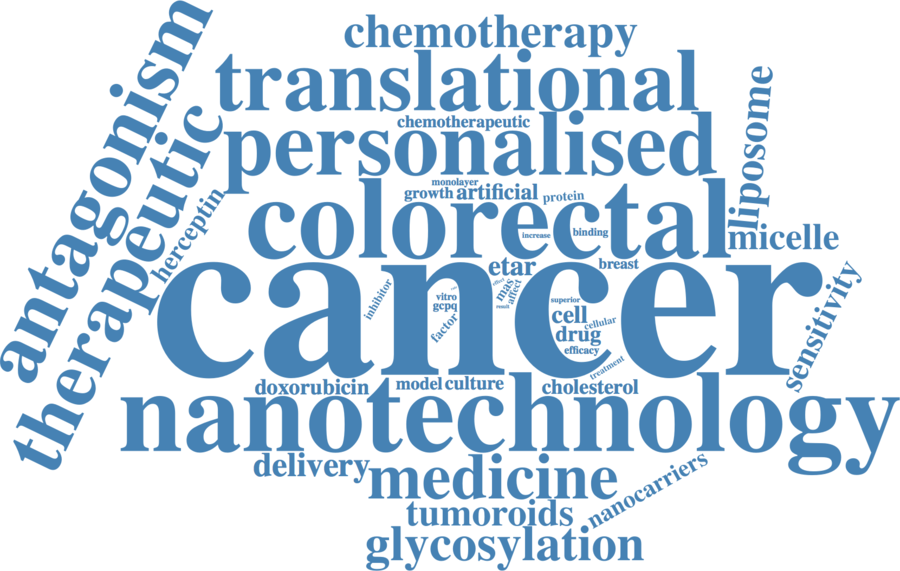 chemotherapy
translational
chemotherapeutic
personalised
antagonism
therapeutic
herceptin
liposome
monolayer
growth artificial protein
colorectal
increase
binding
micelle
etar
breast
cancer
inhibitor
vitro
gcpq
factor
effect
mas
affect
result
superior
cell
cellular
drug
efficacy
treatment
sensitivity
doxorubicin
model culture
cholesterol
nanotechnology
delivery
medicine
nanocarriers
tumoroids
glycosylation